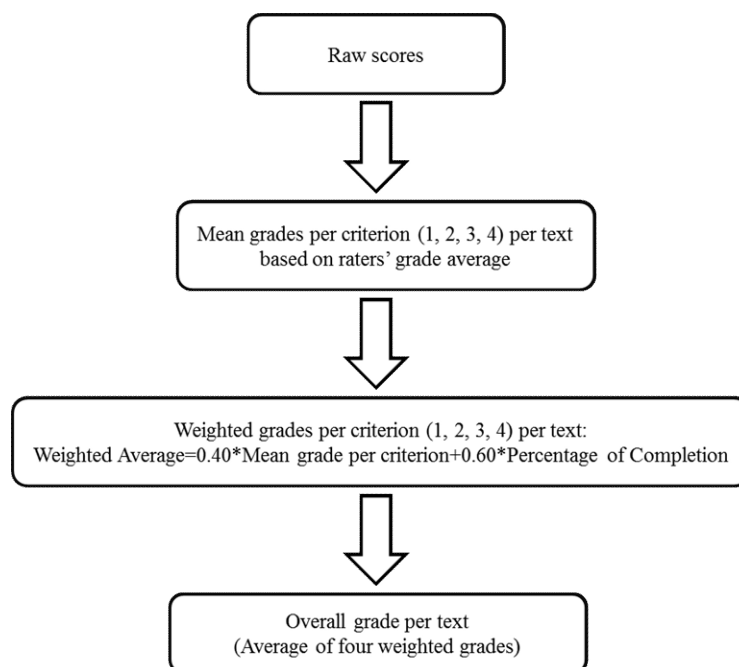 Raw scores
Mean grades per criterion (1, 2, 3, 4) per text
based on raters’ grade average
Weighted grades per criterion (1, 2, 3, 4) per text:
Weighted Average=0.40*Mean grade per criterion+0.60*Percentage of Completion
Overall grade per text
(Average of four weighted grades)